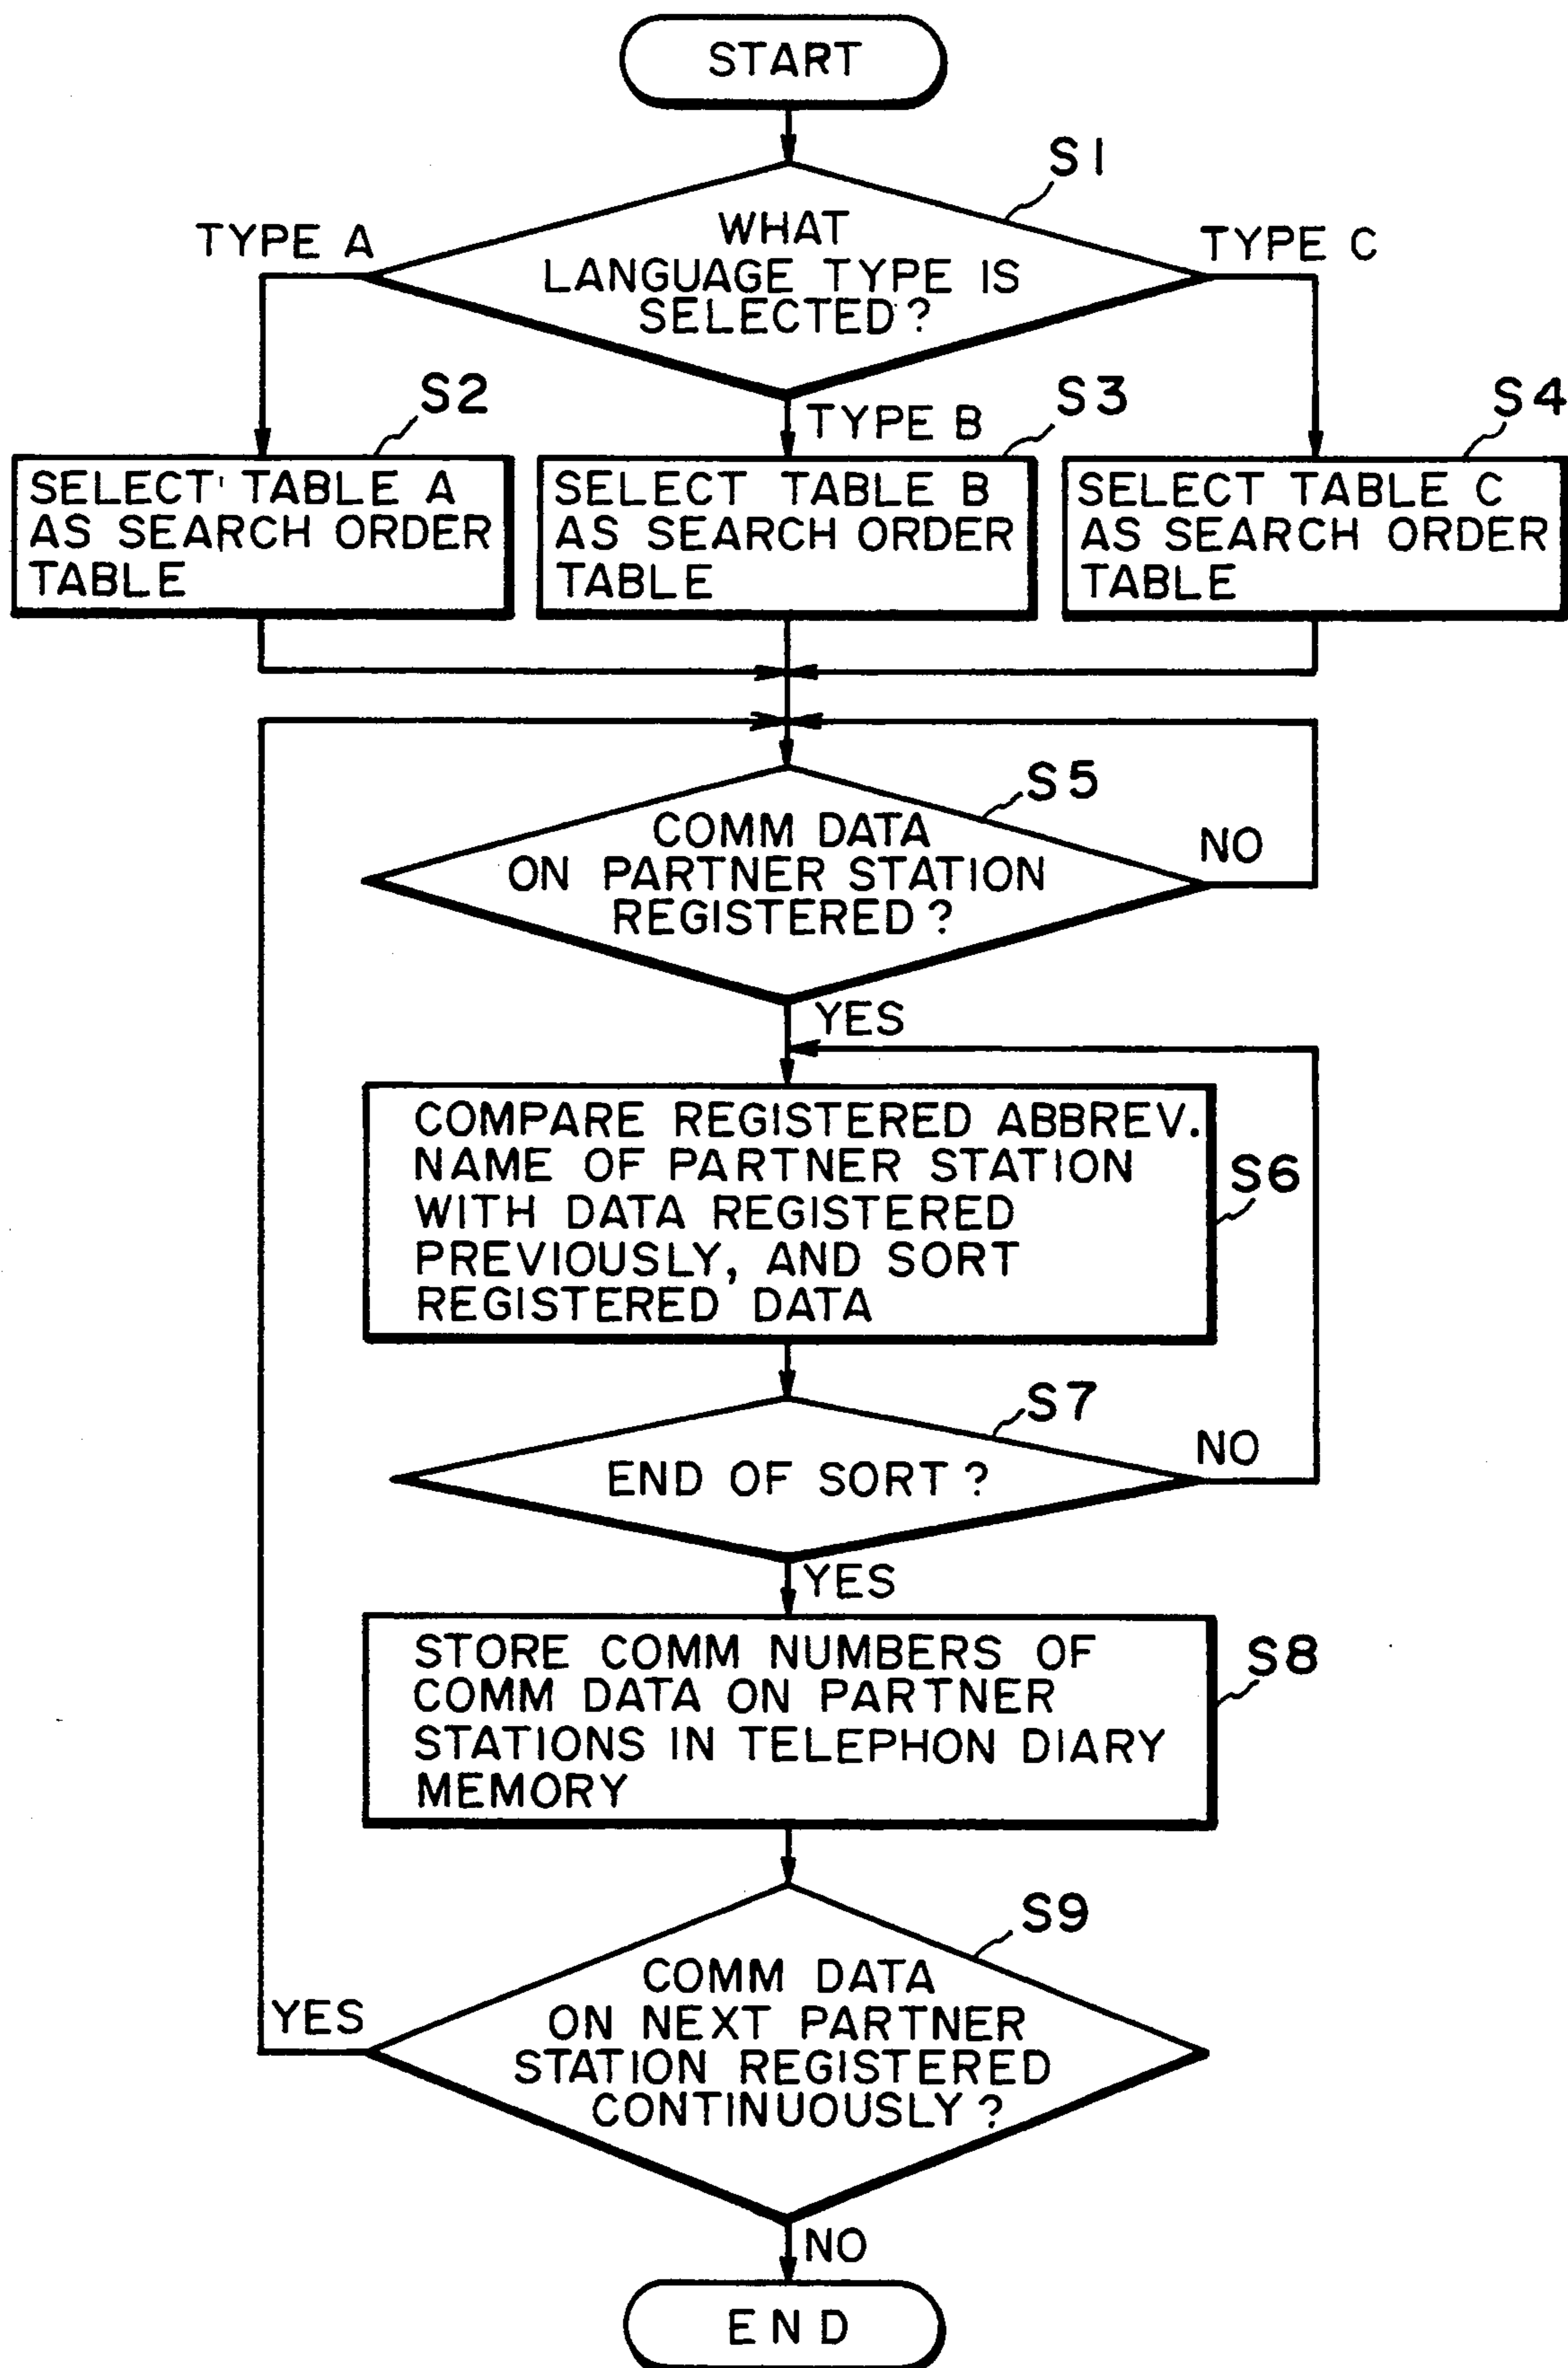 START
S1
WHAT
LANGUAGE TYPE IS
SELECTED?
TYPE A
TYPE C
TYPE B
S2
SELECT TABLE A
AS SEARCH ORDER
TABLE
S3
SELECT TABLE B
AS SEARCH ORDER
TABLE
S4
SELECT TABLE C
AS SEARCH ORDER
TABLE
S5
COMM DATA
ON PARTNER STATION
REGISTERED?
NO
YES
COMPARE REGISTERED ABBREV.
NAME OF PARTNER STATION
WITH DATA REGISTERED
PREVIOUSLY, AND SORT
REGISTERED DATA
S6
S7
END OF SORT?
NO
YES
STORE COMM NUMBERS OF
COMM DATA ON PARTNER
STATIONS IN TELEPHON DIARY
MEMORY
S8
S9
COMM DATA
ON NEXT PARTNER
STATION REGISTERED
CONTINUOUSLY?
YES
NO
END